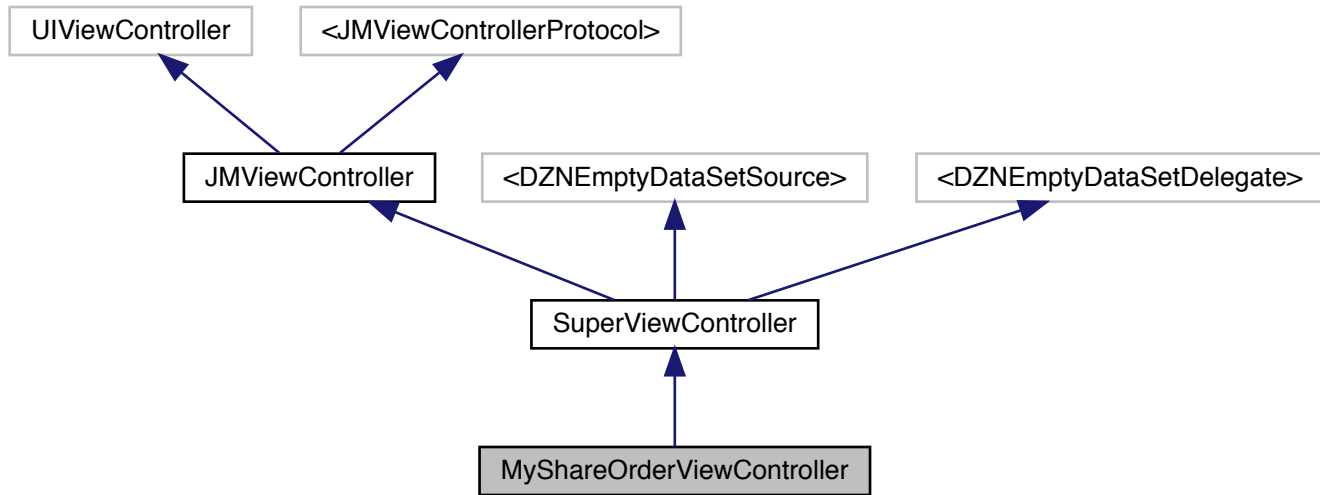 UIViewController
<JMViewControllerProtocol>
JMViewController
<DZNEmptyDataSetSource>
<DZNEmptyDataSetDelegate>
SuperViewController
MyShareOrderViewController